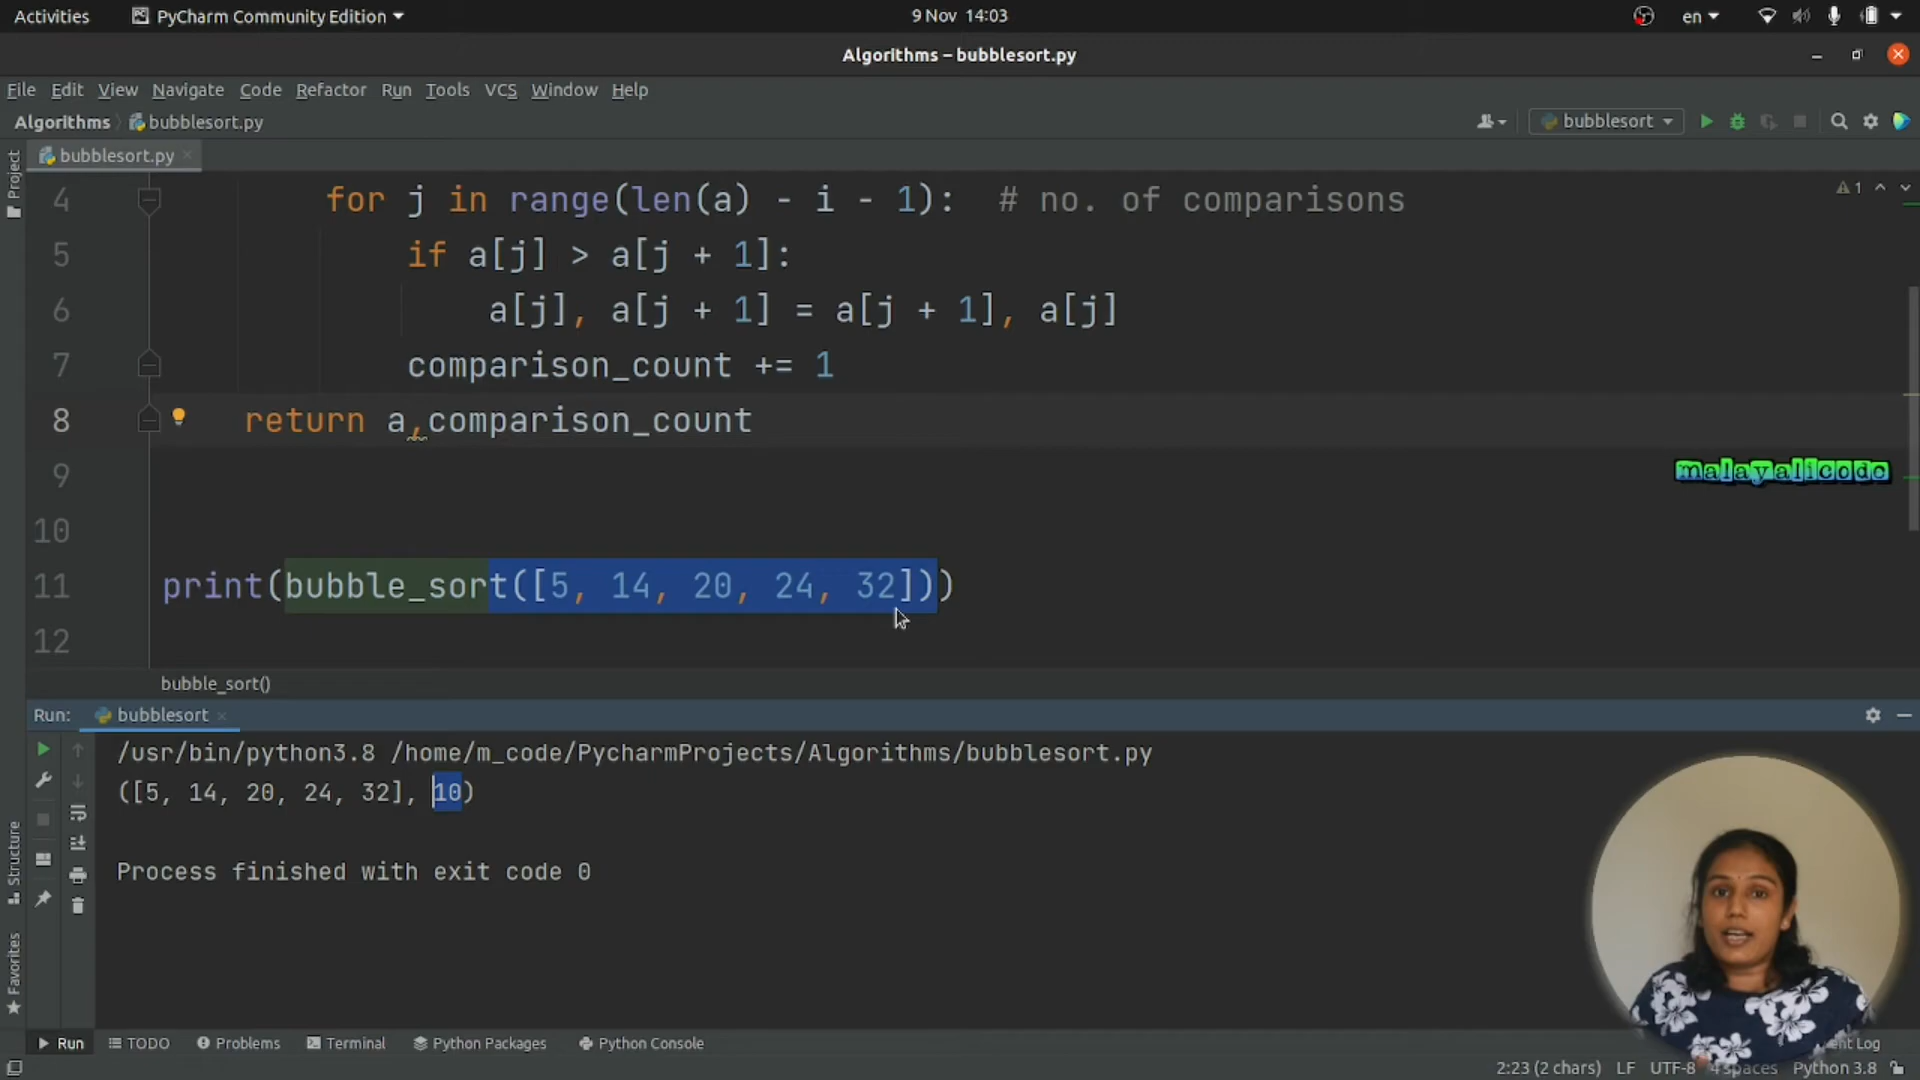 Activities PyCharm Community Edition 9 Nov 14:03 en
Algorithms – bubblesort.py
File Edit View Navigate Code Refactor Run Tools VCS Window Help
Algorithms bubblesort.py bubblesort
Project
bubblesort.py
4 for j in range(len(a) - i - 1): # no. of comparisons
1
5 if a[j] > a[j + 1]:
6 a[j], a[j + 1] = a[j + 1], a[j]
7 comparison_count += 1
8 return a,comparison_count
9
malayalicode
10
11 print(bubble_sort([5, 14, 20, 24, 32]))
12
bubble_sort()
Run: bubblesort
/usr/bin/python3.8 /home/m_code/PycharmProjects/Algorithms/bubblesort.py
([5, 14, 20, 24, 32], 10)
Process finished with exit code 0
Structure
Favorites
Run TODO Problems Terminal Python Packages Python Console Log
2:23 (2 chars) LF UTF-8 4 spaces Python 3.8